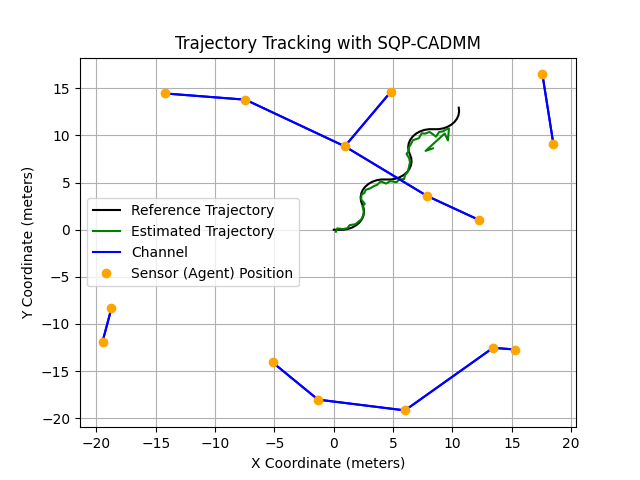 Trajectory Tracking with SQP-CADMM
Y Coordinate (meters)
15
10
5
0
−5
−10
−15
−20
Reference Trajectory
Estimated Trajectory
Channel
Sensor (Agent) Position
−20 −15 −10 −5 0 5 10 15 20
X Coordinate (meters)